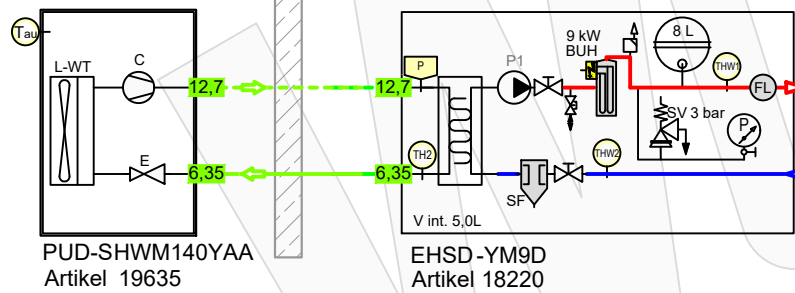 Tau
L-WT
C
E
12,7
6,35
12,7
6,35
P
TH2
P1
9 kW
BUH
8 L
THW1
FL
SV 3 bar
P
SF
THW2
V int. 5,0L
PUD-SHWM140YAA
Artikel 19635
EHSD-YM9D
Artikel 18220